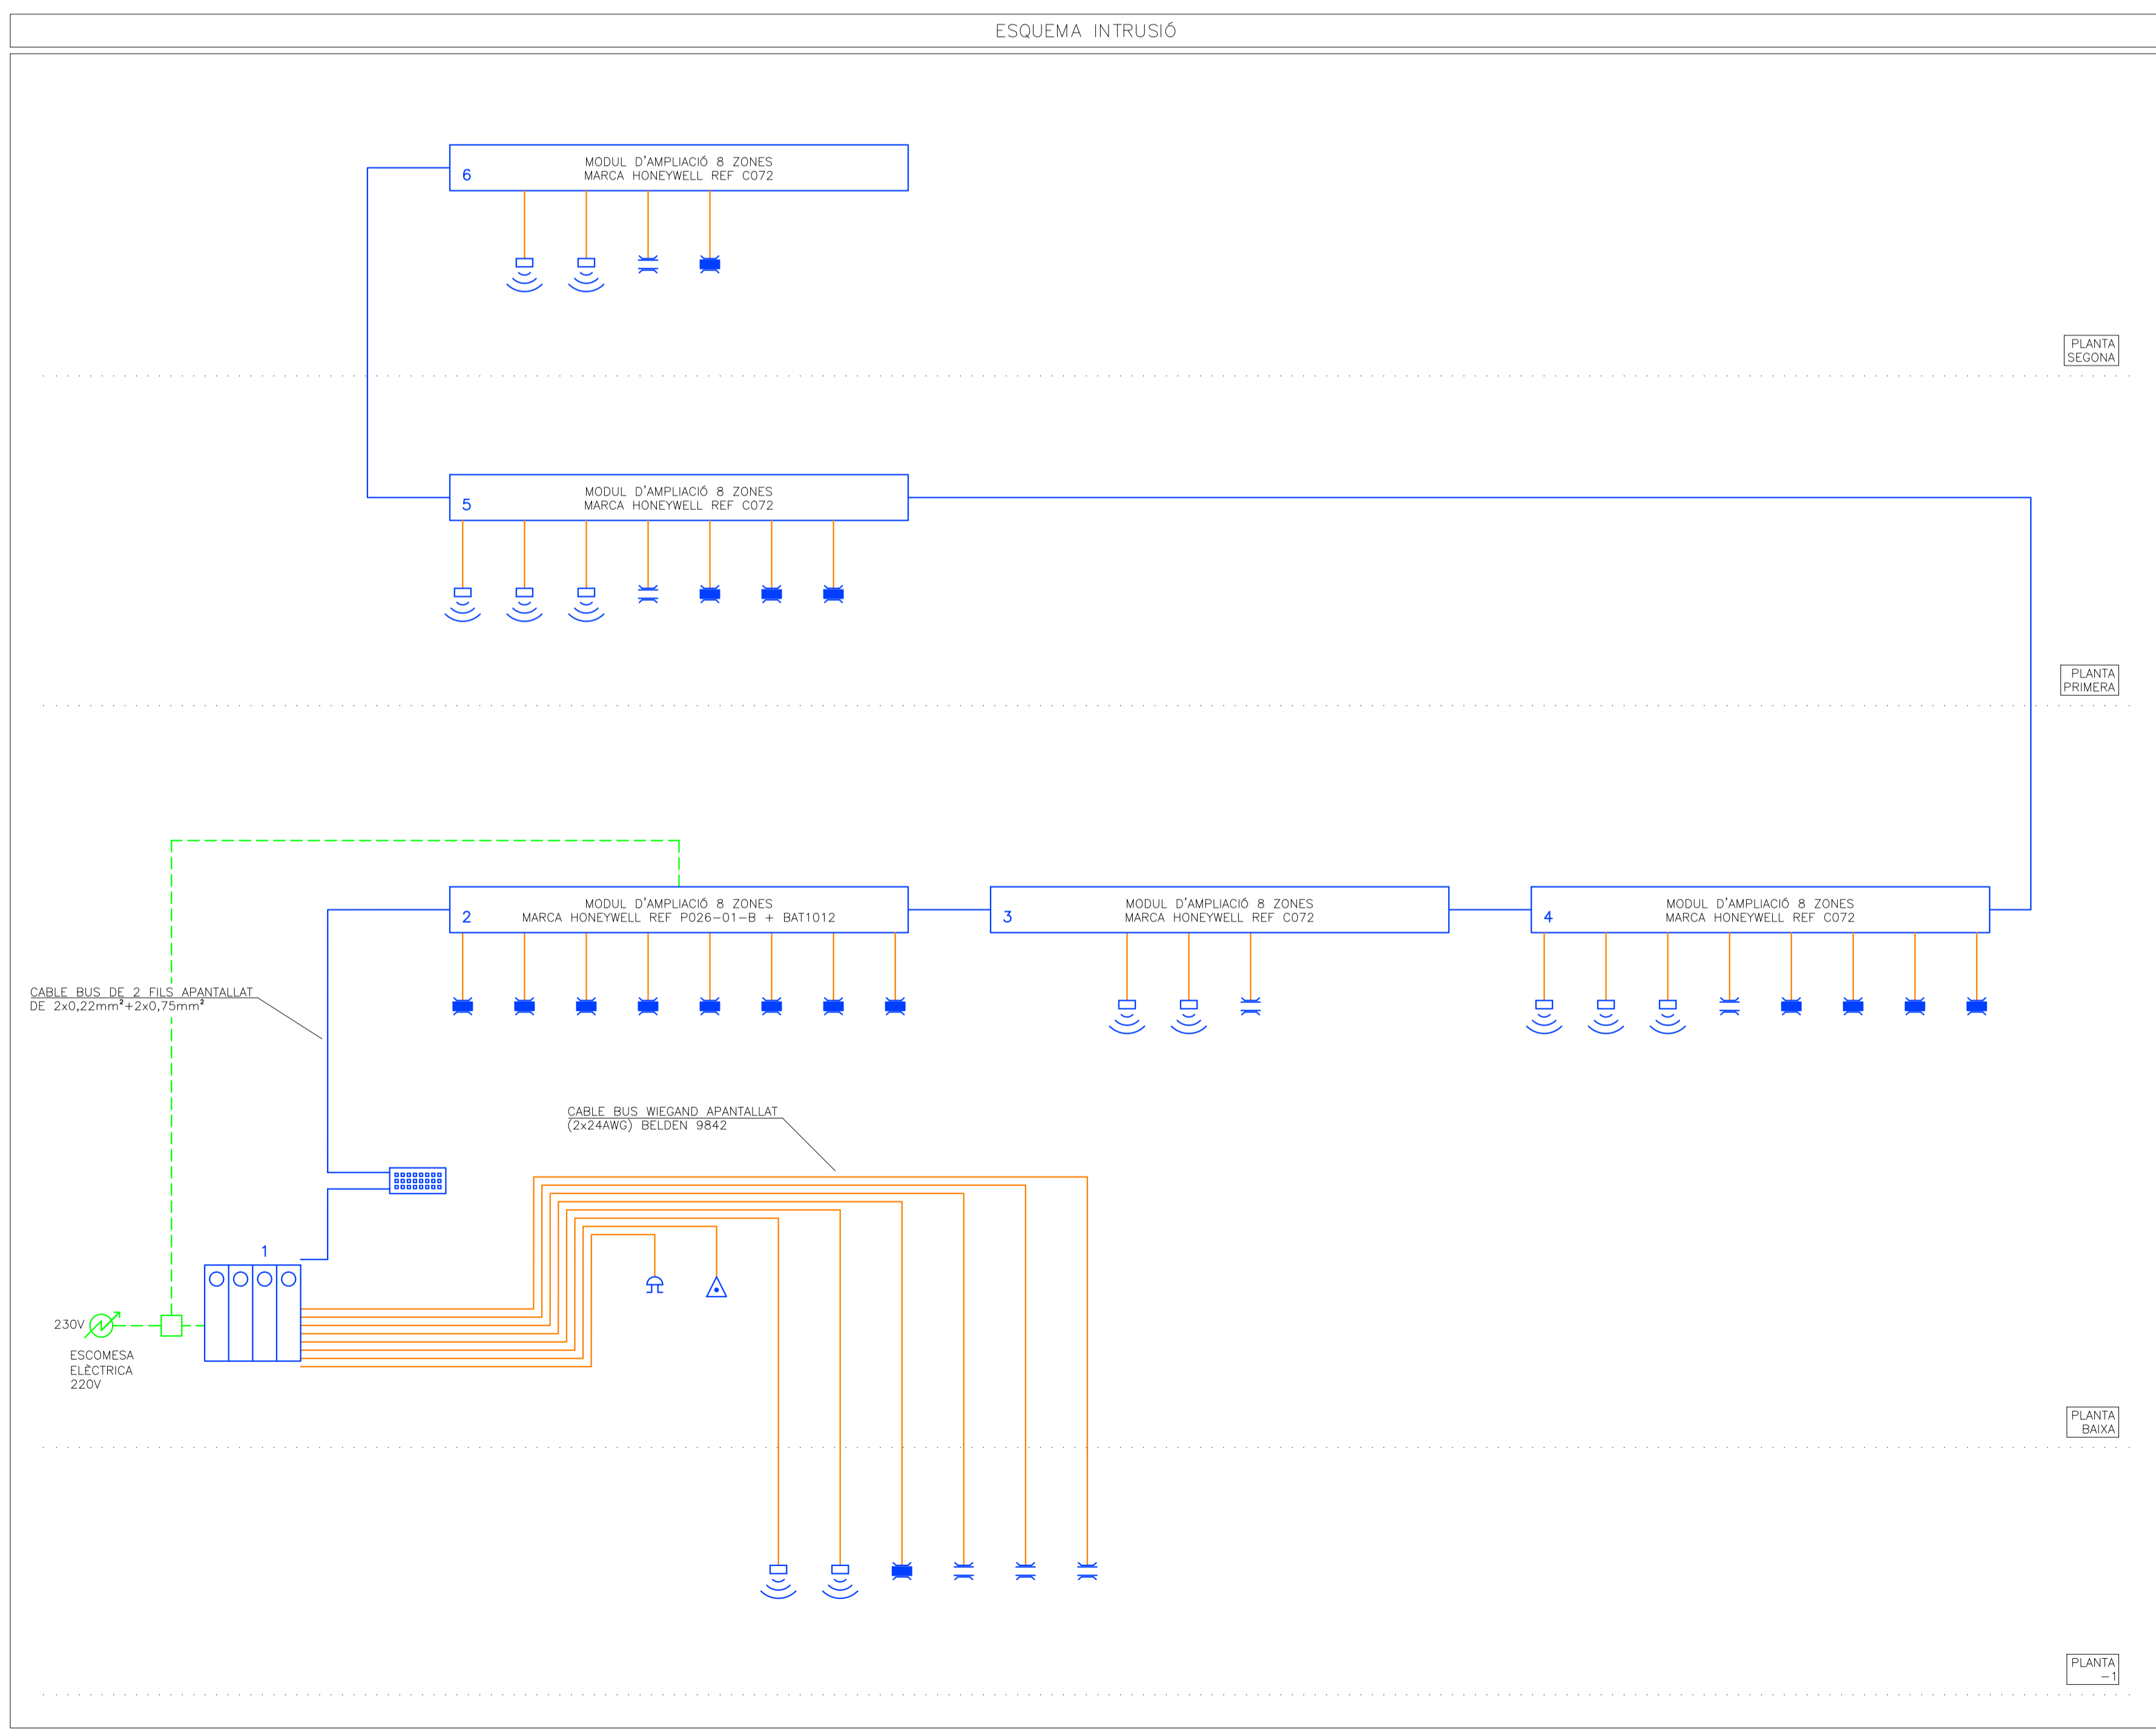 ESQUEMA INTRUSIÓ
MODUL D'AMPLIACIÓ 8 ZONES
MARCA HONEYWELL REF C072
6
PLANTA
SEGONA
MODUL D'AMPLIACIÓ 8 ZONES
MARCA HONEYWELL REF C072
5
PLANTA
PRIMERA
MODUL D'AMPLIACIÓ 8 ZONES
MARCA HONEYWELL REF P026-01-B + BAT1012
2
MODUL D'AMPLIACIÓ 8 ZONES
MARCA HONEYWELL REF C072
3
MODUL D'AMPLIACIÓ 8 ZONES
MARCA HONEYWELL REF C072
4
CABLE BUS DE 2 FILS APANTALLAT
DE 2x0,22mm²+2x0,75mm²
CABLE BUS WIEGAND APANTALLAT
(2x24AWG) BELDEN 9842
1
230V
ESCOMESA
ELÈCTRICA
220V
PLANTA
BAIXA
PLANTA
-1